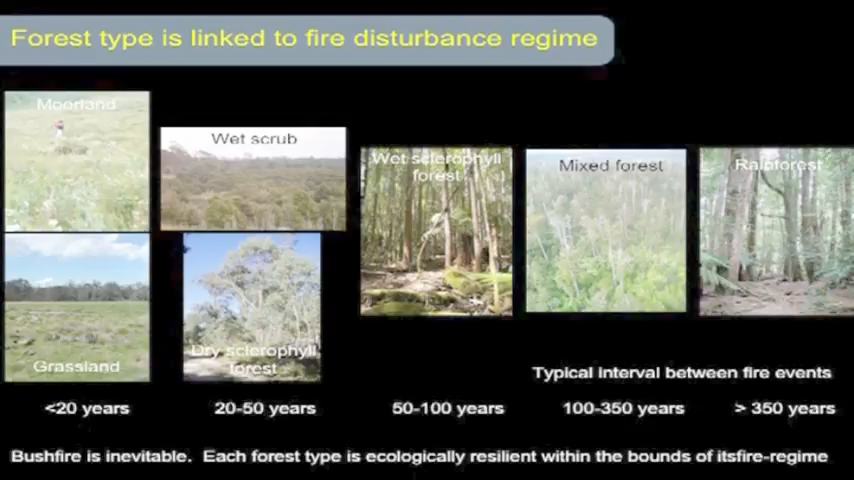 Forest type is linked to fire disturbance regime
Moorland
Wet scrub
Wet sclerophyll
forest
Mixed forest
Rainforest
Grassland
Dry sclerophyll
forest
Typical interval between fire events
<20 years
20-50 years
50-100 years
100-350 years
> 350 years
Bushfire is inevitable. Each forest type is ecologically resilient within the bounds of itsfire-regime